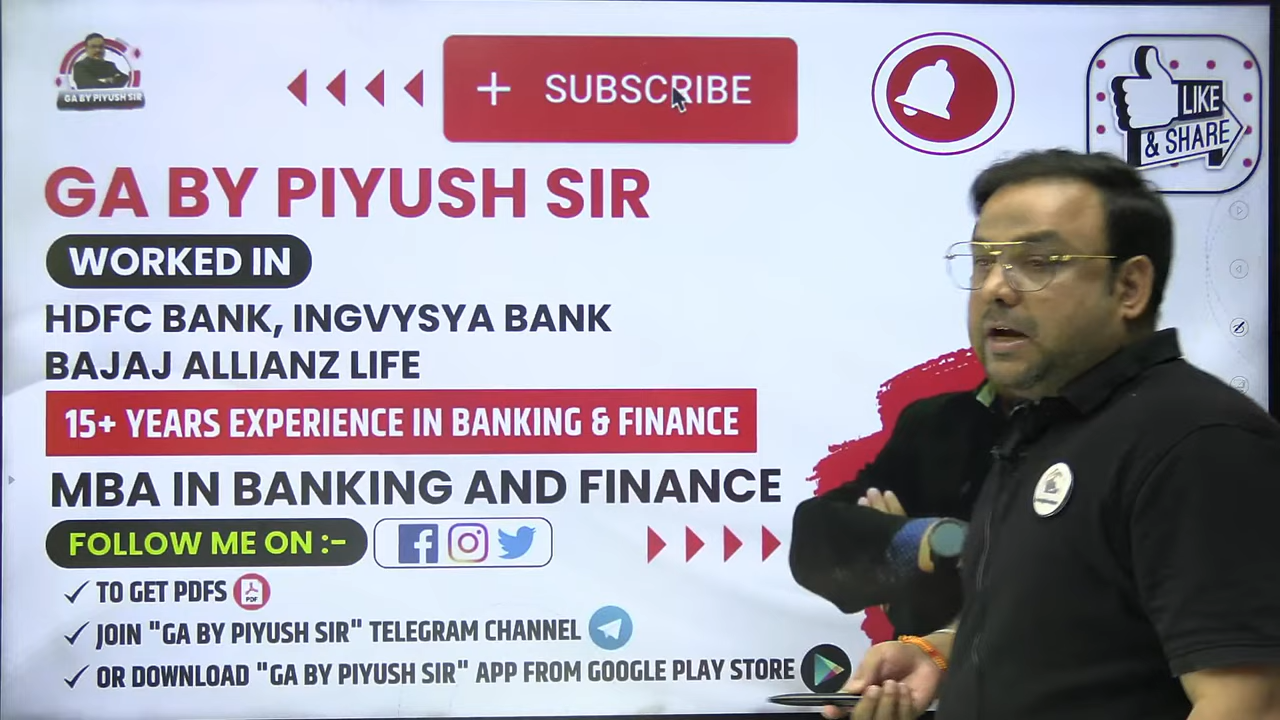 GA BY PIYUSH SIR
+ SUBSCRIBE
LIKE
& SHARE
GA BY PIYUSH SIR
WORKED IN
HDFC BANK, INGVYSYA BANK
BAJAJ ALLIANZ LIFE
15+ YEARS EXPERIENCE IN BANKING & FINANCE
MBA IN BANKING AND FINANCE
FOLLOW ME ON :-
✓ TO GET PDFS
PDF
✓ JOIN "GA BY PIYUSH SIR" TELEGRAM CHANNEL
✓ OR DOWNLOAD "GA BY PIYUSH SIR" APP FROM GOOGLE PLAY STORE